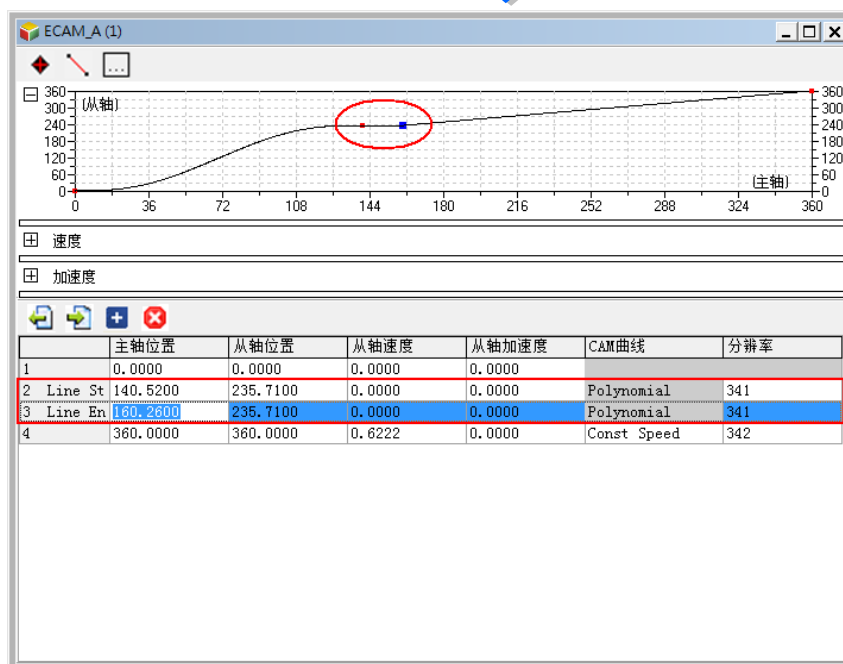 ECAM_A (1)
360 360
300 (从轴) 300
240 240
180 180
120 120
60 (主轴) 60
0 0
0 36 72 108 144 180 216 252 288 324 360
速度
加速度
主轴位置 从轴位置 从轴速度 从轴加速度 CAM曲线 分辨率
1 0.0000 0.0000 0.0000 0.0000
2 Line St 140.5200 235.7100 0.0000 0.0000 Polynomial 341
3 Line En 160.2600 235.7100 0.0000 0.0000 Polynomial 341
4 360.0000 360.0000 0.6222 0.0000 Const Speed 342